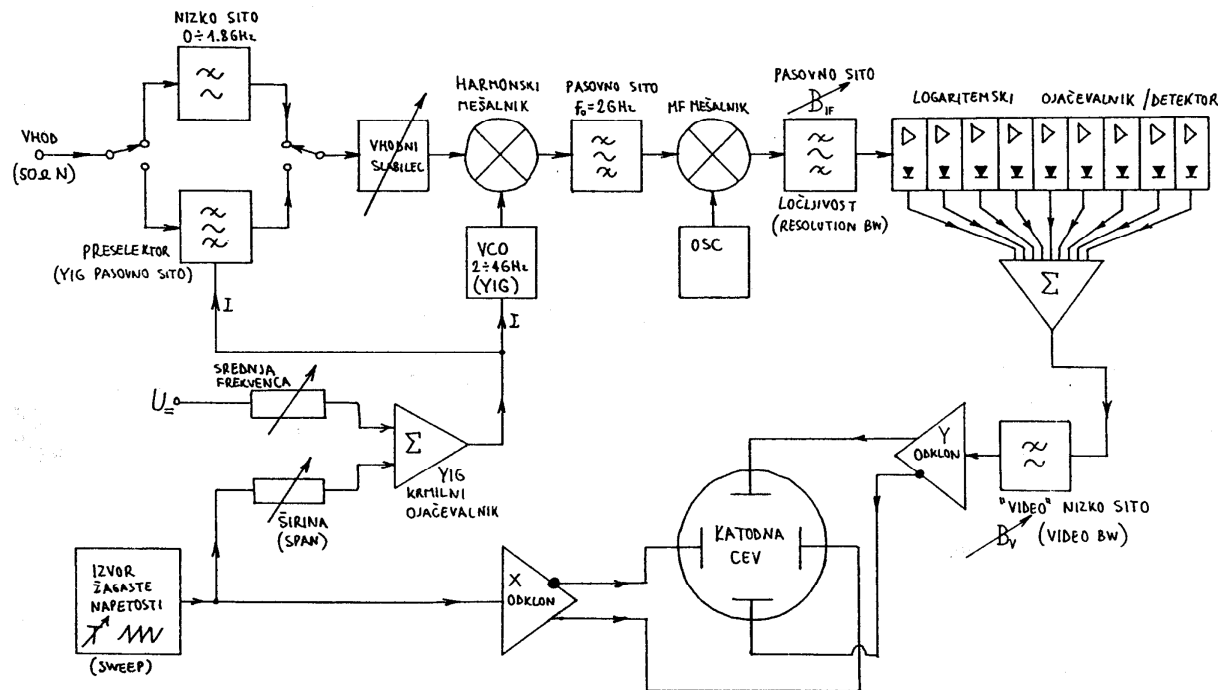 NIZKO SITO
0÷1.8GHz
VHOD
(50Ω N)
PRESELEKTOR
(YIG PASOVNO SITO)
I
VHODNI
SLABILEC
HARMONSKI
MEŠALNIK
VCO
2÷4GHz
(YIG)
I
PASOVNO SITO
f₀=2GHz
MF MEŠALNIK
OSC
PASOVNO SITO
B_IF
LOČLJIVOST
(RESOLUTION BW)
LOGARITEMSKI OJAČEVALNIK/DETEKTOR
Σ
SREDNJA
FREKVENCA
U=
Σ
YIG
KRMILNI
OJAČEVALNIK
ŠIRINA
(SPAN)
Y
ODKLON
"VIDEO" NIZKO SITO
B_V (VIDEO BW)
KATODNA
CEV
X
ODKLON
IZVOR
ŽAGASTE
NAPETOSTI
T
(SWEEP)